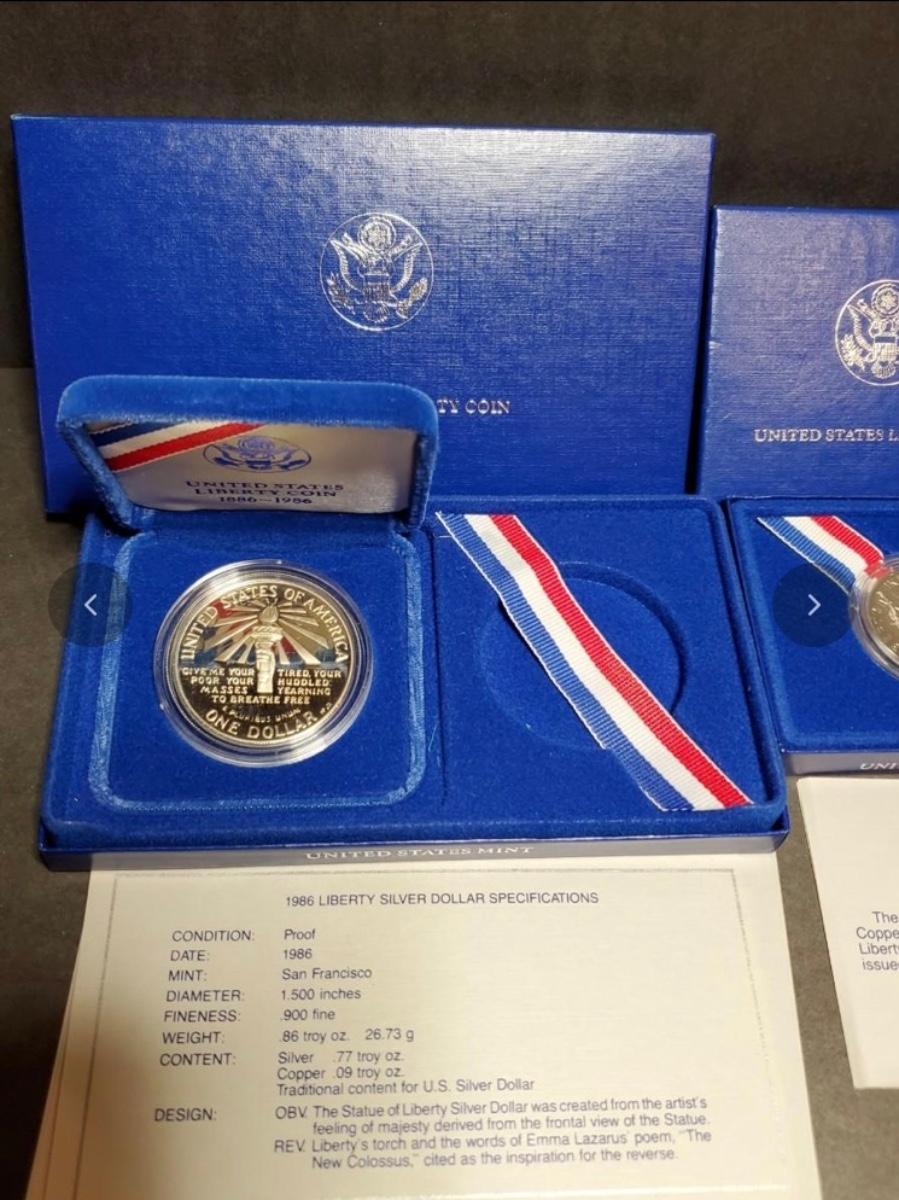 TY COIN
UNITED STATES L
UNITED STATES
LIBERTY COIN
1886-1986
UNITED STATES OF AMERICA
GIVE ME YOUR TIRED, YOUR
POOR YOUR HUDDLED
MASSES YEARNING
TO BREATHE FREE
PLURIBUS UNUM
ONE DOLLAR
UNI
UNITED STATES MINT
1986 LIBERTY SILVER DOLLAR SPECIFICATIONS
CONDITION: Proof
DATE: 1986
MINT: San Francisco
DIAMETER: 1.500 inches
FINENESS: .900 fine
WEIGHT: .86 troy oz. 26.73 g
CONTENT: Silver .77 troy oz.
Copper .09 troy oz.
Traditional content for U.S. Silver Dollar
DESIGN: OBV. The Statue of Liberty Silver Dollar was created from the artist's
feeling of majesty derived from the frontal view of the Statue.
REV. Liberty's torch and the words of Emma Lazarus' poem, "The
New Colossus," cited as the inspiration for the reverse.
The
Coppe
Libert
issue